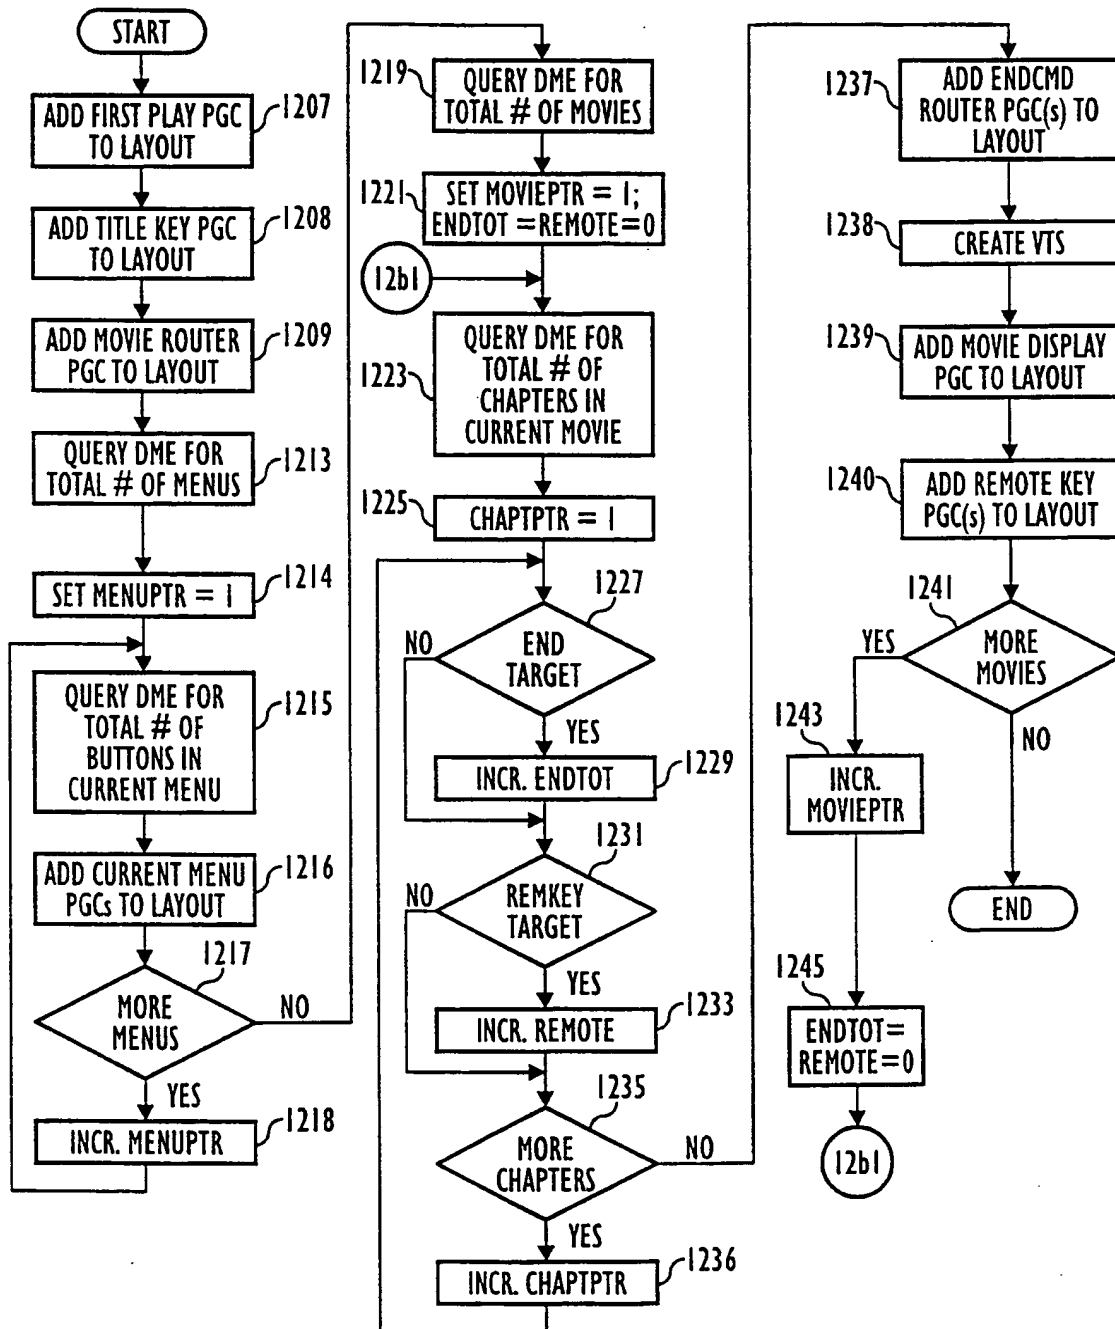 START
ADD FIRST PLAY PGC
TO LAYOUT
1207
ADD TITLE KEY PGC
TO LAYOUT
1208
ADD MOVIE ROUTER
PGC TO LAYOUT
1209
QUERY DME FOR
TOTAL # OF MENUS
1213
SET MENUPTR = 1
1214
QUERY DME FOR
TOTAL # OF
BUTTONS IN
CURRENT MENU
1215
ADD CURRENT MENU
PGCs TO LAYOUT
1216
1217
MORE
MENUS
NO
YES
INCR. MENUPTR
1218
1219
QUERY DME FOR
TOTAL # OF MOVIES
1221
SET MOVIEPTR = 1;
ENDTOT =REMOTE=0
12b1
1223
QUERY DME FOR
TOTAL # OF
CHAPTERS IN
CURRENT MOVIE
1225
CHAPTPTR = 1
1227
NO
END
TARGET
YES
INCR. ENDTOT
1229
1231
NO
REMKEY
TARGET
YES
INCR. REMOTE
1233
1235
MORE
CHAPTERS
NO
YES
INCR. CHAPTPTR
1236
1237
ADD ENDCMD
ROUTER PGC(s) TO
LAYOUT
1238
CREATE VTS
1239
ADD MOVIE DISPLAY
PGC TO LAYOUT
1240
ADD REMOTE KEY
PGC(s) TO LAYOUT
1241
YES
MORE
MOVIES
NO
1243
INCR.
MOVIEPTR
END
1245
ENDTOT=
REMOTE=0
12b1